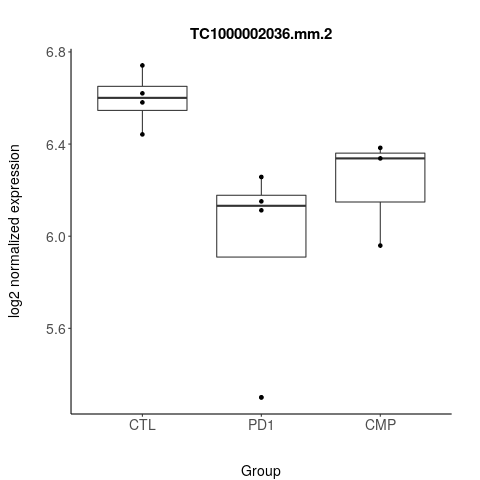 TC1000002036.mm.2
log2 normalized expression
6.8
6.4
6.0
5.6
CTL PD1 CMP
Group